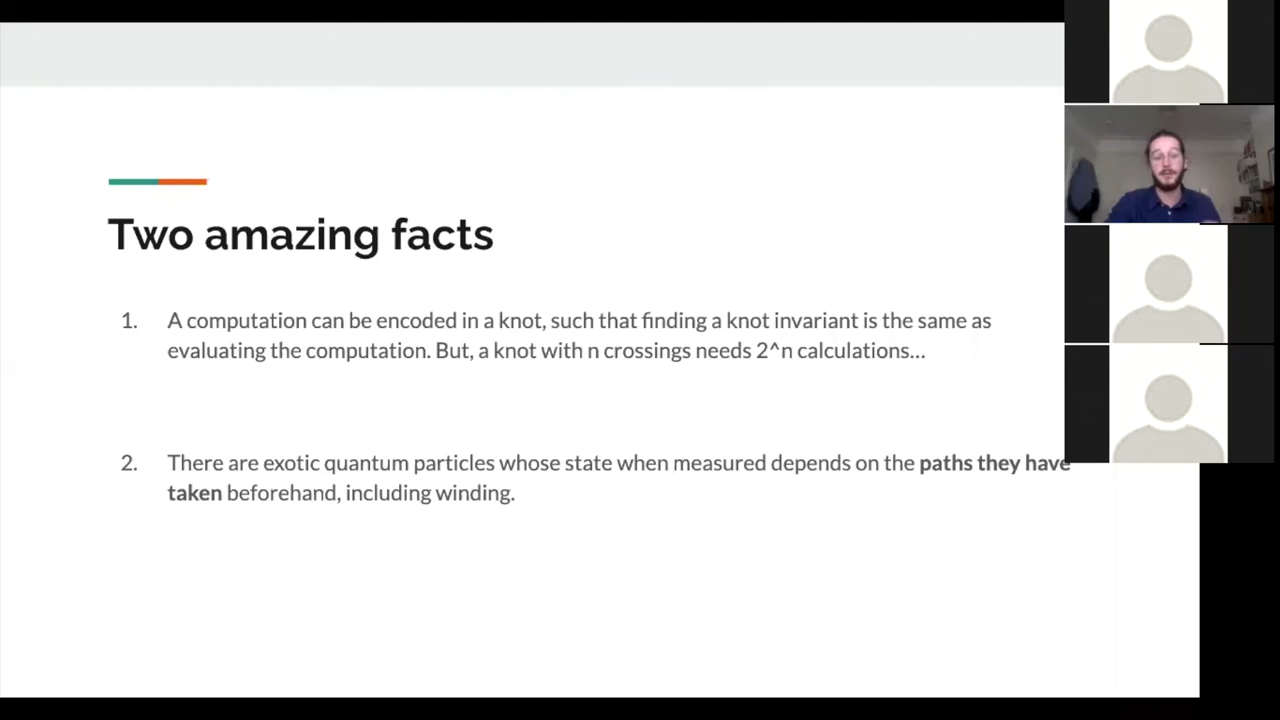 Two amazing facts
1. A computation can be encoded in a knot, such that finding a knot invariant is the same as
evaluating the computation. But, a knot with n crossings needs 2^n calculations...
2. There are exotic quantum particles whose state when measured depends on the paths they have
taken beforehand, including winding.